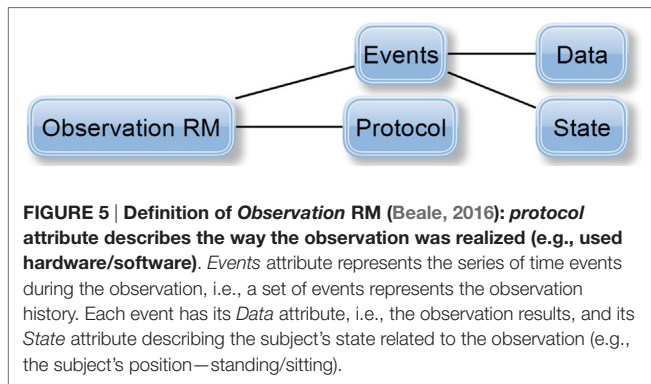 Events
Data
Observation RM
Protocol
State
FIGURE 5 | Definition of Observation RM (Beale, 2016): protocol
attribute describes the way the observation was realized (e.g., used
hardware/software). Events attribute represents the series of time events
during the observation, i.e., a set of events represents the observation
history. Each event has its Data attribute, i.e., the observation results, and its
State attribute describing the subject's state related to the observation (e.g.,
the subject's position—standing/sitting).